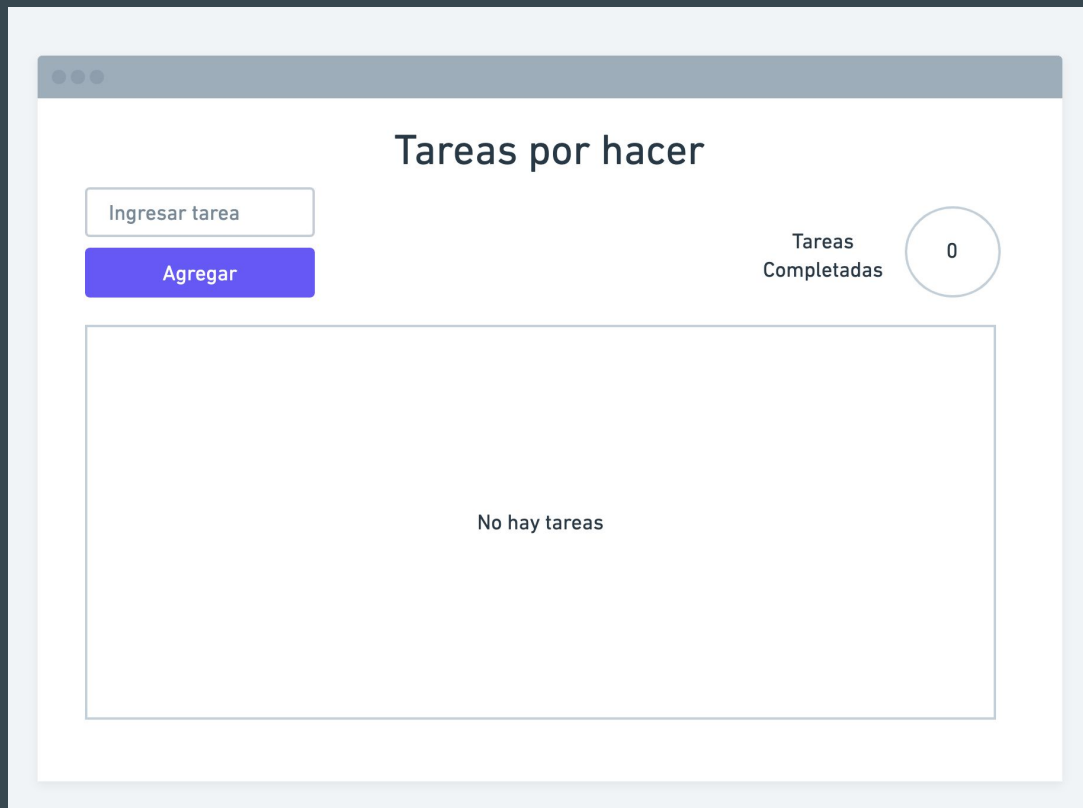 Tareas por hacer
Ingresar tarea
Agregar
Tareas
Completadas
0
No hay tareas